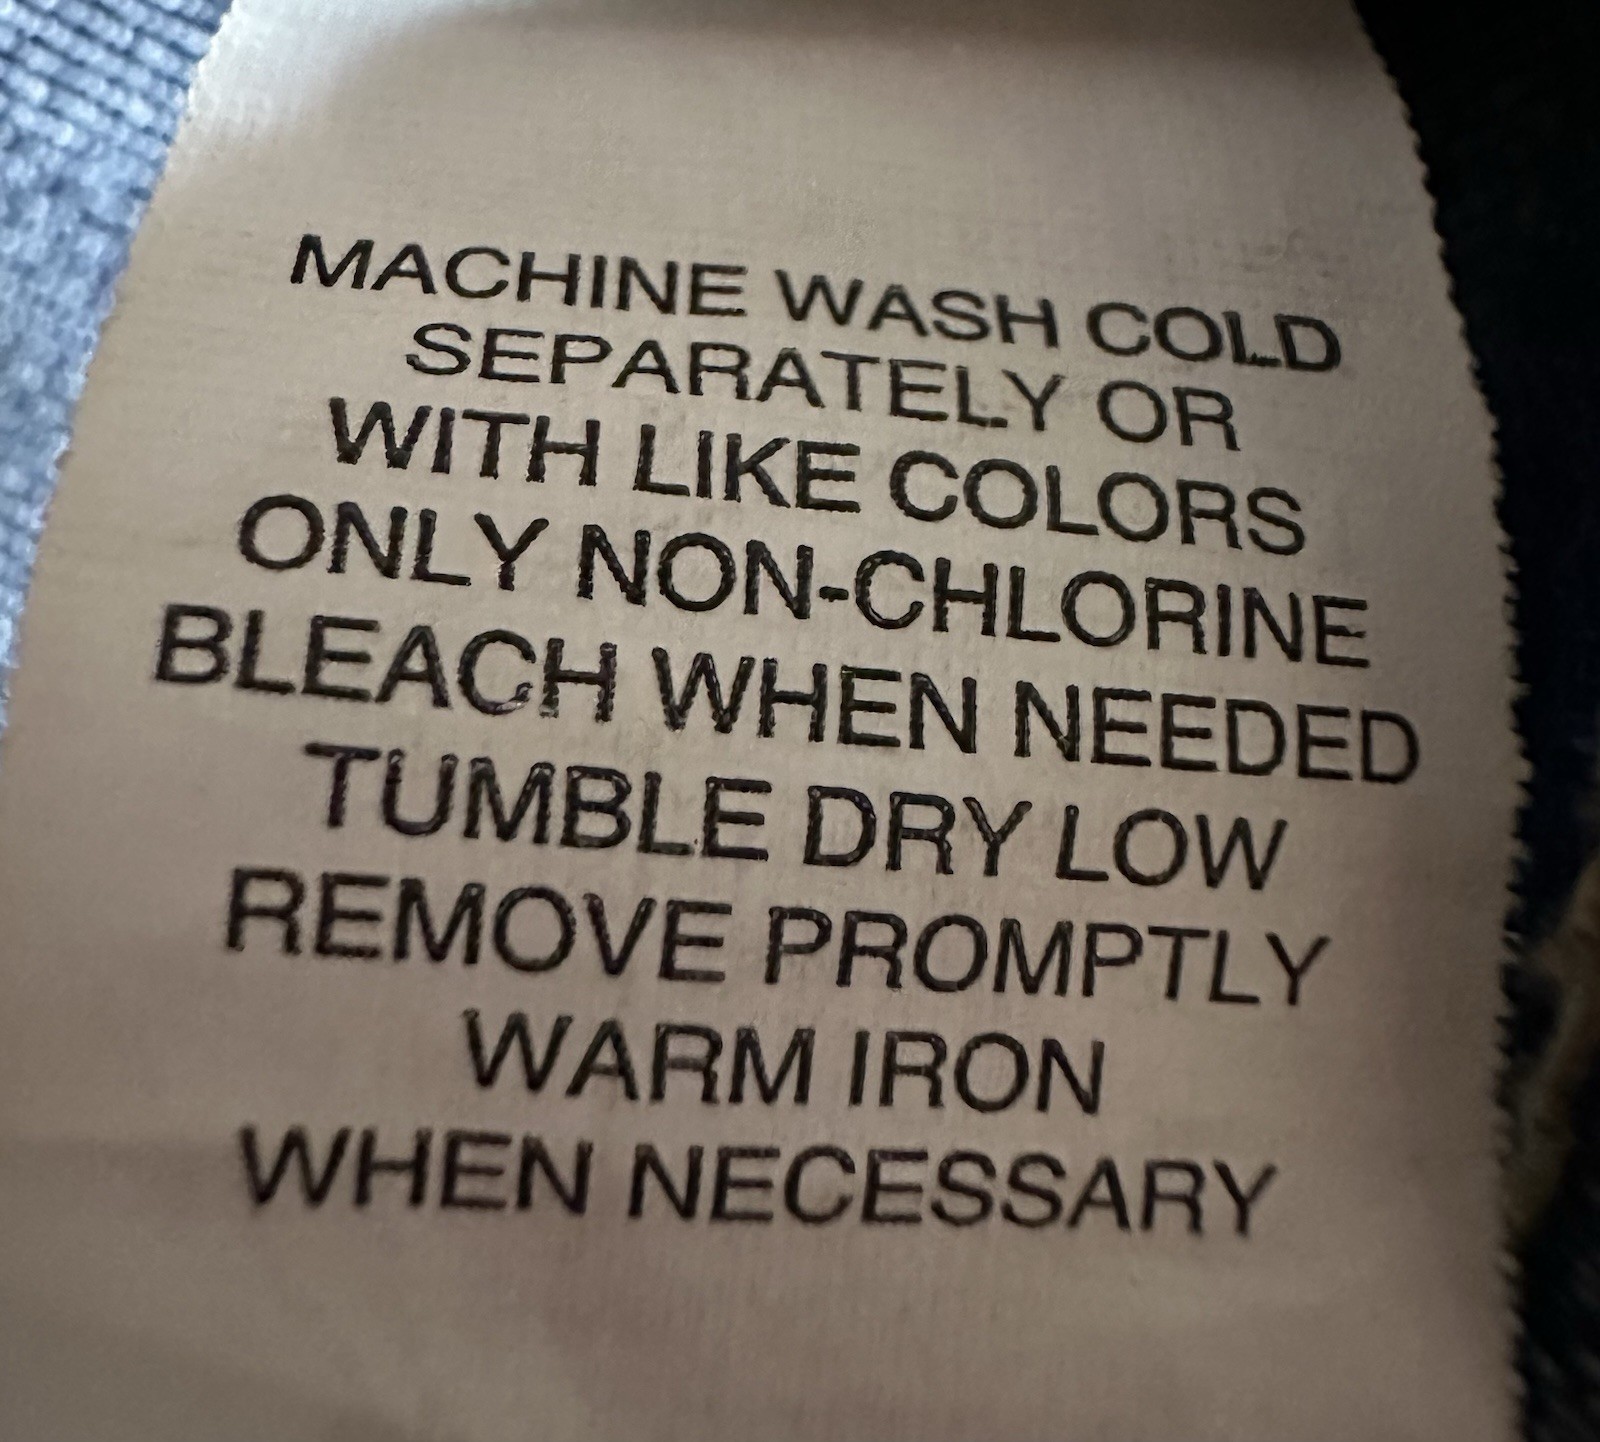 MACHINE WASH COLD
SEPARATELY OR
WITH LIKE COLORS
ONLY NON-CHLORINE
BLEACH WHEN NEEDED
TUMBLE DRY LOW
REMOVE PROMPTLY
WARM IRON
WHEN NECESSARY